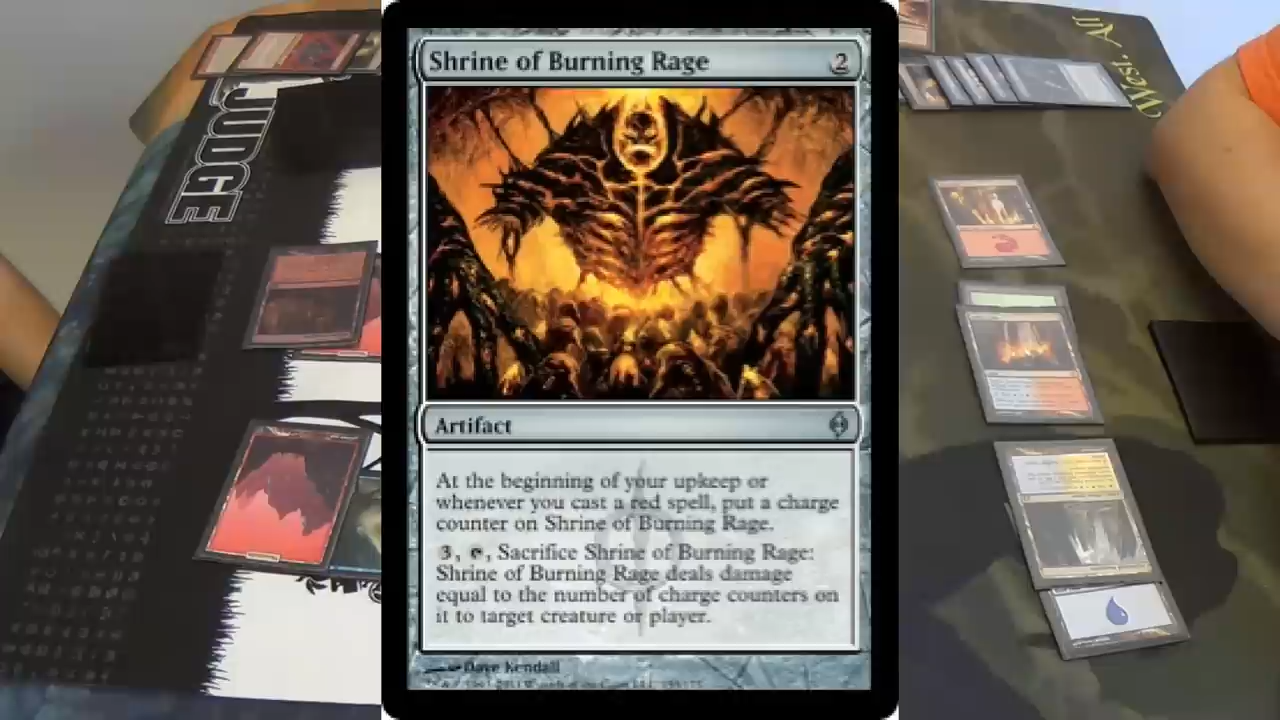 Shrine of Burning Rage 2
Artifact
At the beginning of your upkeep or
whenever you cast a red spell, put a charge
counter on Shrine of Burning Rage.
3, , Sacrifice Shrine of Burning Rage:
Shrine of Burning Rage deals damage
equal to the number of charge counters on
it to target creature or player.
Dave Kendall
JUDGE
West.